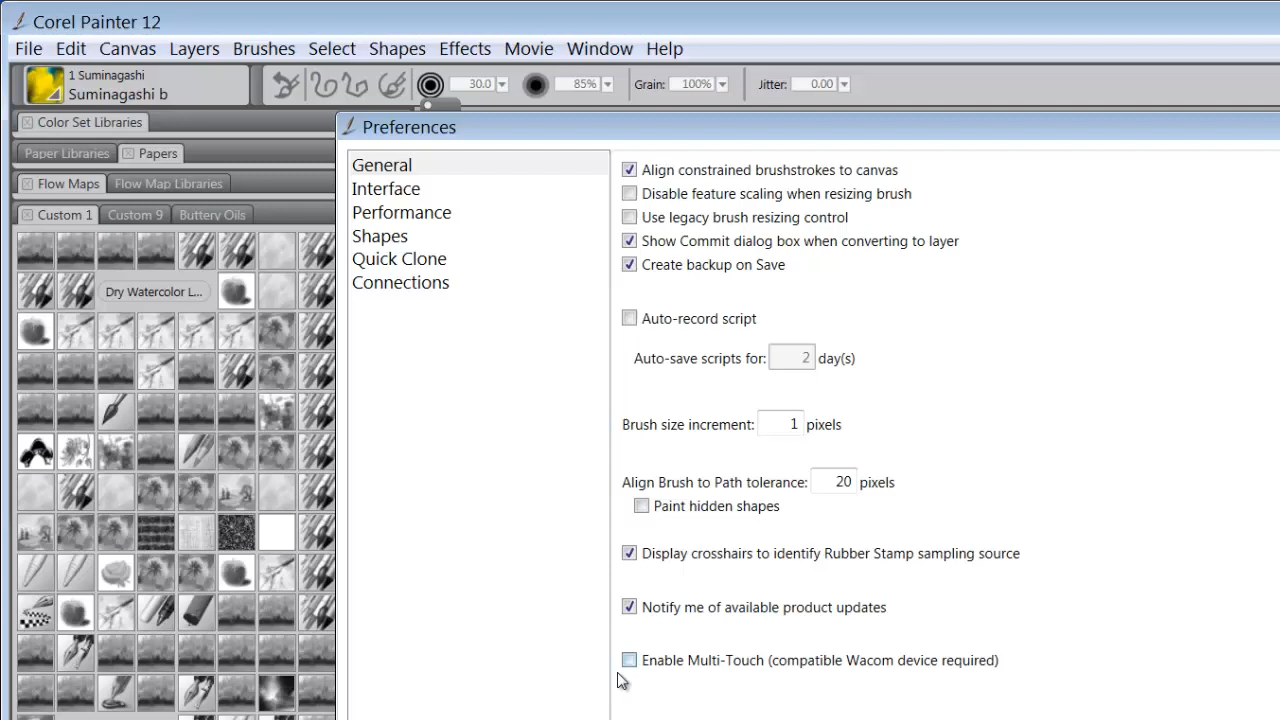 Corel Painter 12
File Edit Canvas Layers Brushes Select Shapes Effects Movie Window Help
1 Suminagashi
Suminagashi b
30.0 85% Grain: 100% Jitter: 0.00
Color Set Libraries
Paper Libraries Papers
Flow Maps Flow Map Libraries
Custom 1 Custom 9 Buttery Oils
Dry Watercolor L...
Preferences
General
Interface
Performance
Shapes
Quick Clone
Connections
Align constrained brushstrokes to canvas
Disable feature scaling when resizing brush
Use legacy brush resizing control
Show Commit dialog box when converting to layer
Create backup on Save
Auto-record script
Auto-save scripts for: 2 day(s)
Brush size increment: 1 pixels
Align Brush to Path tolerance: 20 pixels
Paint hidden shapes
Display crosshairs to identify Rubber Stamp sampling source
Notify me of available product updates
Enable Multi-Touch (compatible Wacom device required)